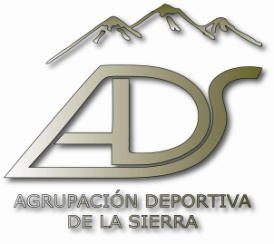 ADS
AGRUPACIÓN DEPORTIVA
DE LA SIERRA